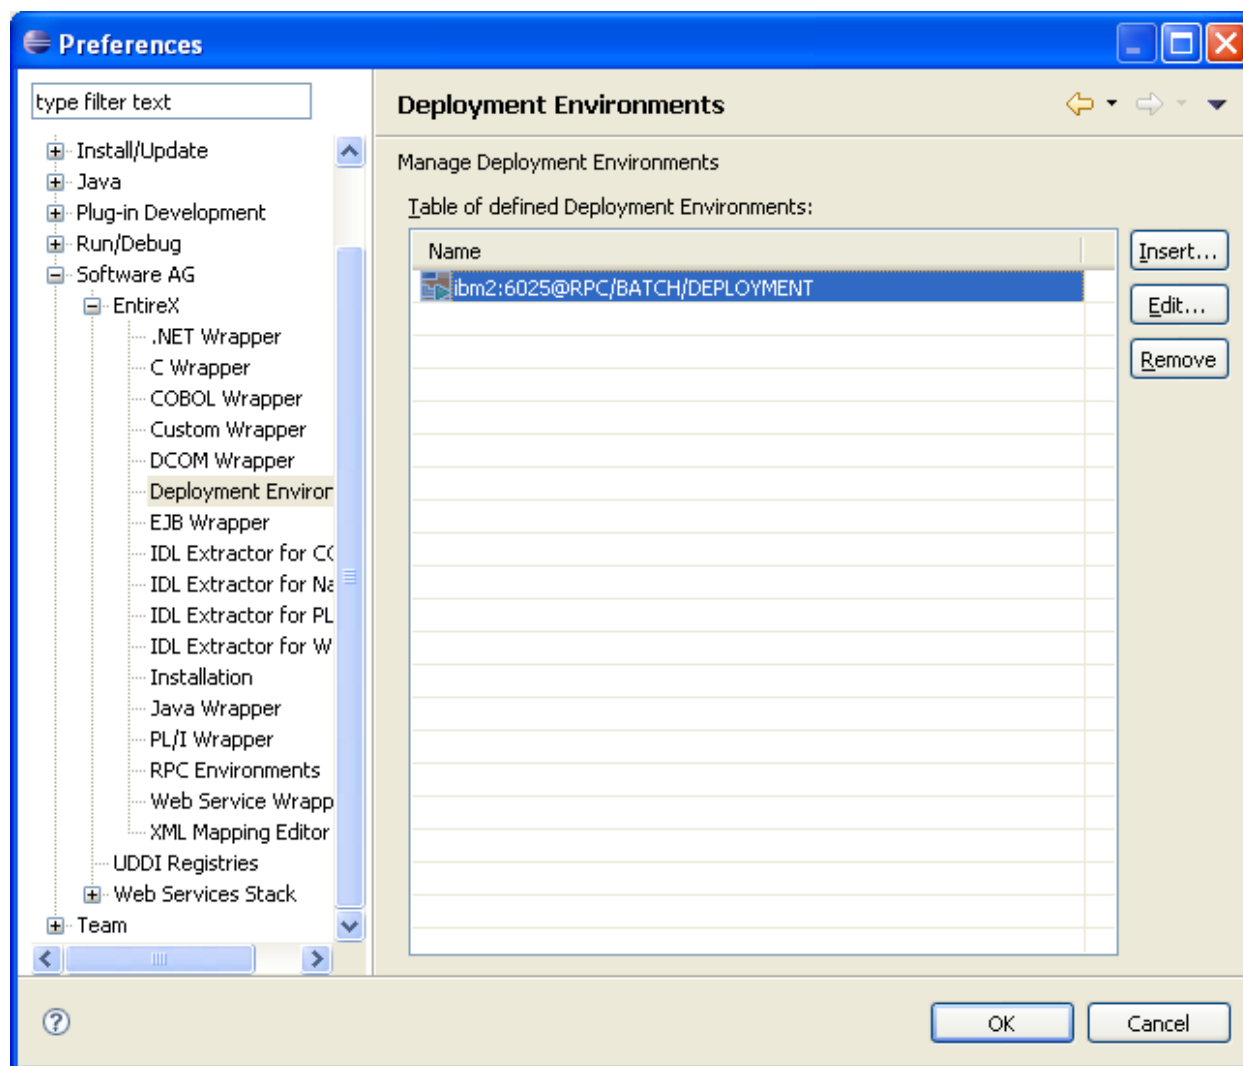 Preferences
type filter text
Install/Update
Java
Plug-in Development
Run/Debug
Software AG
EntireX
.NET Wrapper
C Wrapper
COBOL Wrapper
Custom Wrapper
DCOM Wrapper
Deployment Environ
EJB Wrapper
IDL Extractor for CO
IDL Extractor for Na
IDL Extractor for PL
IDL Extractor for W
Installation
Java Wrapper
PL/I Wrapper
RPC Environments
Web Service Wrapp
XML Mapping Editor
UDDI Registries
Web Services Stack
Team
Deployment Environments
Manage Deployment Environments
Table of defined Deployment Environments:
Name
ibm2:6025@RPC/BATCH/DEPLOYMENT
Insert...
Edit...
Remove
OK
Cancel